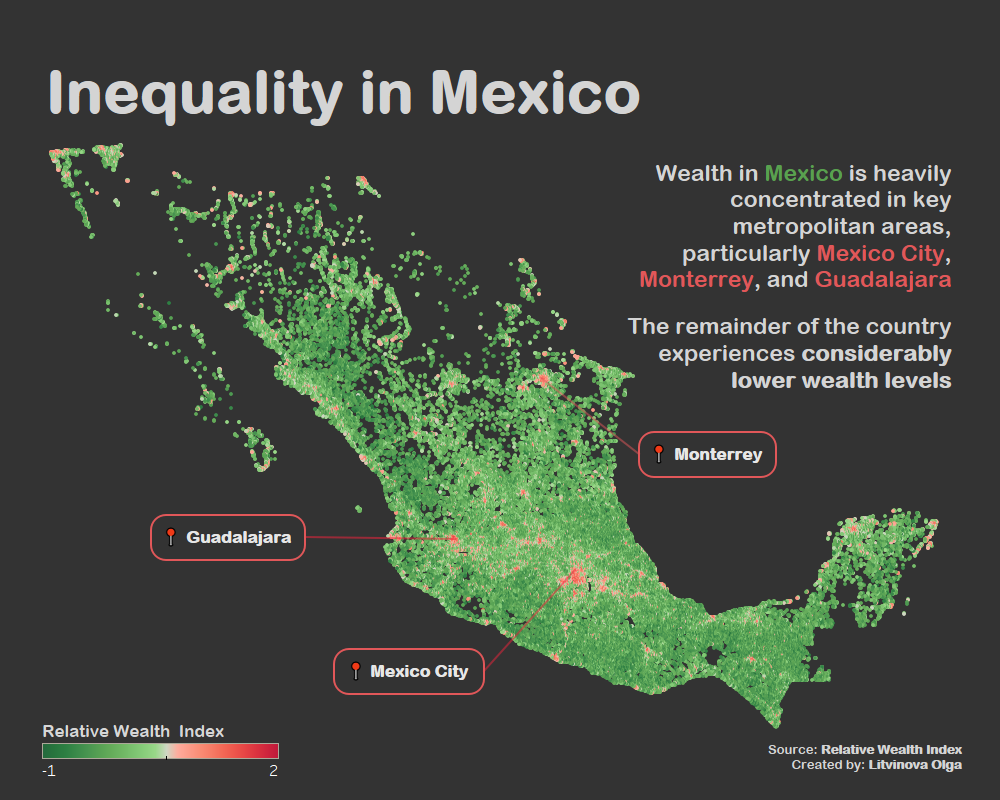 Inequality in Mexico
Wealth in Mexico is heavily
concentrated in key
metropolitan areas,
particularly Mexico City,
Monterrey, and Guadalajara
The remainder of the country
experiences considerably
lower wealth levels
Monterrey
Guadalajara
Mexico City
Relative Wealth Index
-1 2
Source: Relative Wealth Index
Created by: Litvinova Olga